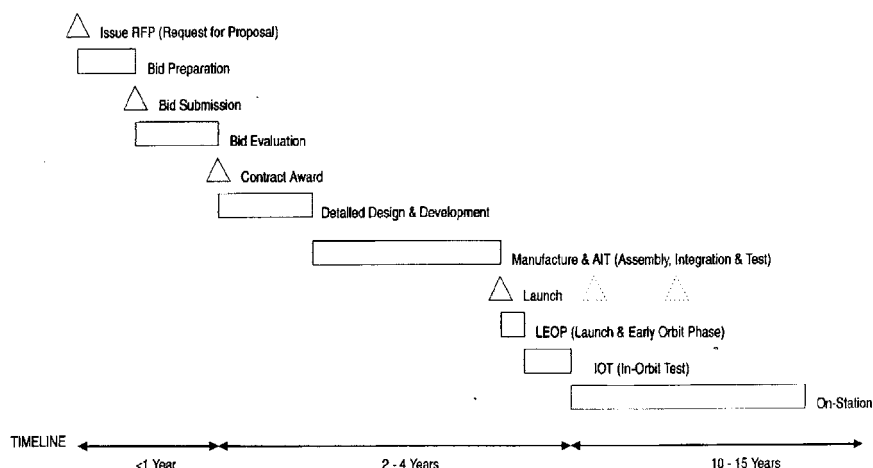 Issue RFP (Request for Proposal)
Bid Preparation
Bid Submission
Bid Evaluation
Contract Award
Detailed Design & Development
Manufacture & AIT (Assembly, Integration & Test)
Launch
LEOP (Launch & Early Orbit Phase)
IOT (In-Orbit Test)
On-Station
TIMELINE
<1 Year
2 - 4 Years
10 - 15 Years